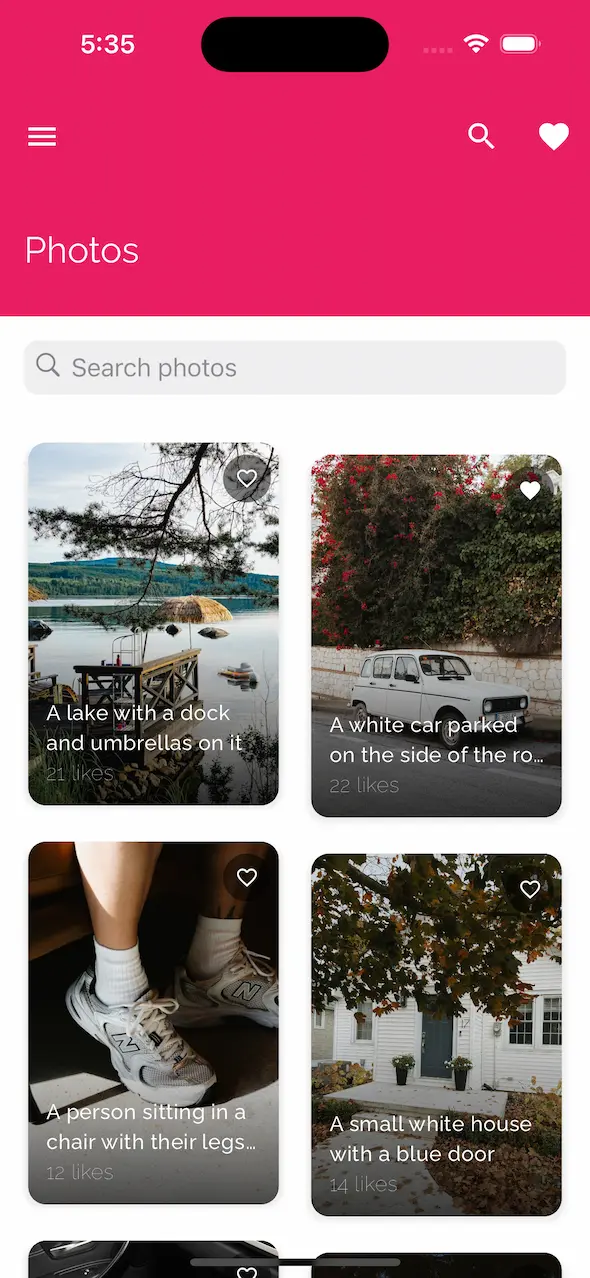 5:35
Photos
Search photos
A lake with a dock
and umbrellas on it
21 likes
A white car parked
on the side of the ro…
22 likes
N
N
A person sitting in a
chair with their legs…
12 likes
A small white house
with a blue door
14 likes